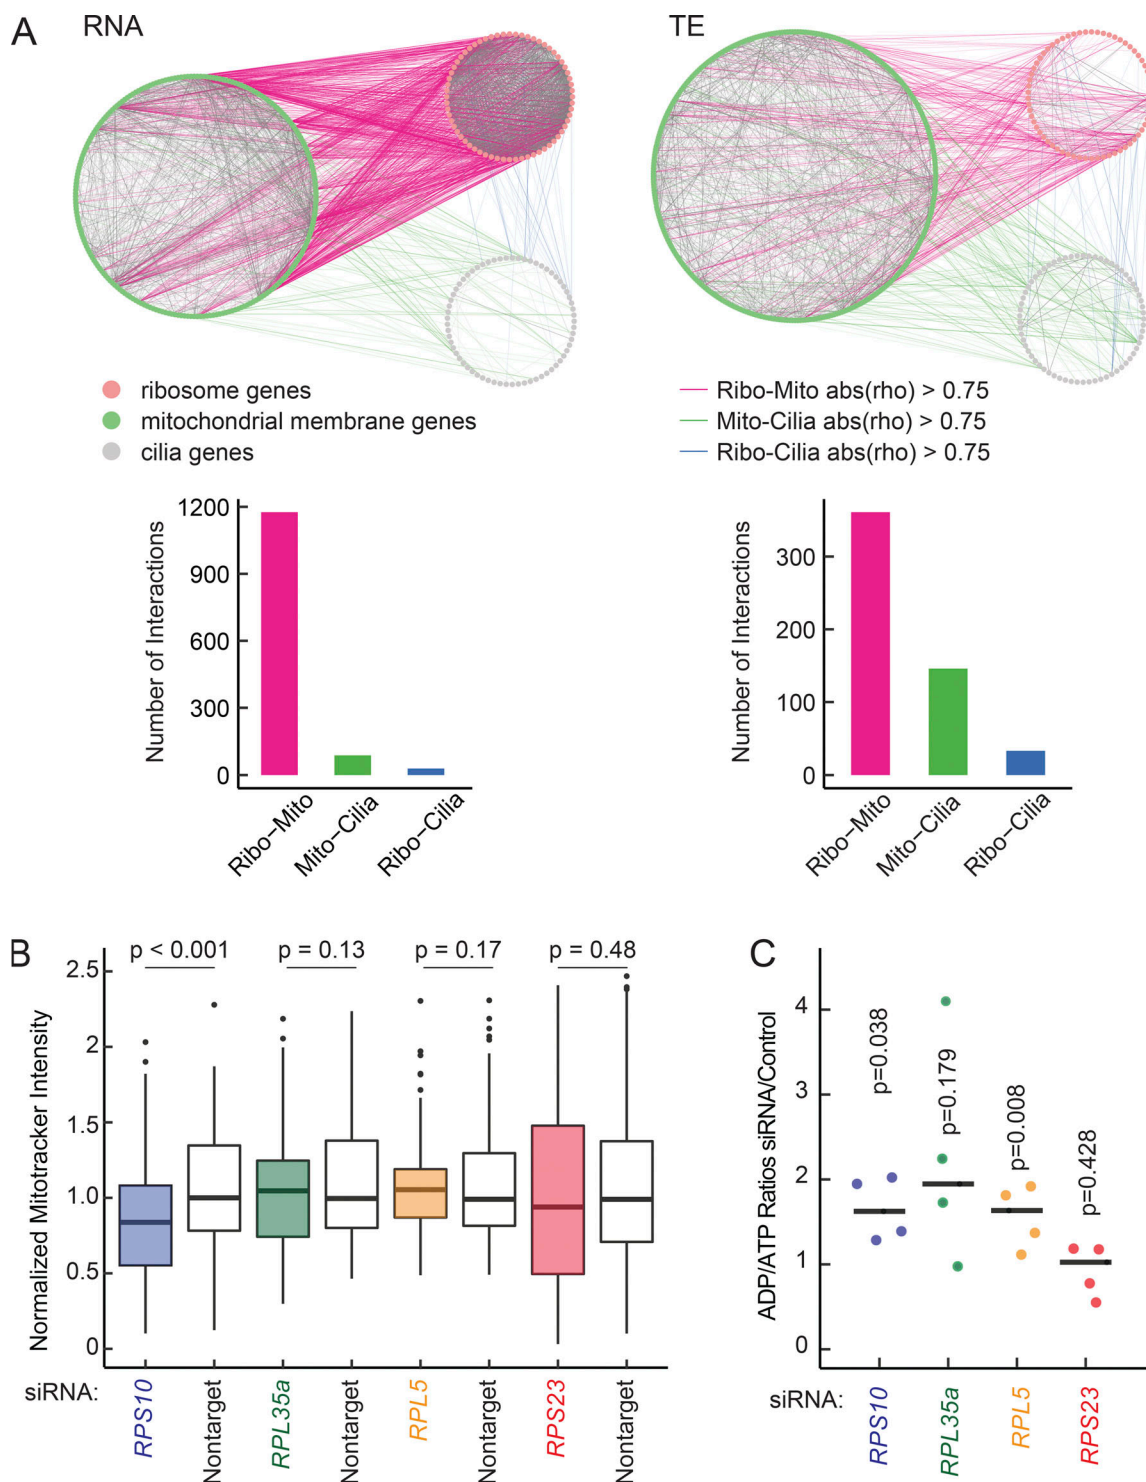 A
RNA
TE
ribosome genes
mitochondrial membrane genes
cilia genes
Ribo-Mito abs(rho) > 0.75
Mito-Cilia abs(rho) > 0.75
Ribo-Cilia abs(rho) > 0.75
Number of Interactions
1200
900
600
300
0
Ribo−Mito
Mito−Cilia
Ribo−Cilia
Number of Interactions
300
200
100
0
Ribo−Mito
Mito−Cilia
Ribo−Cilia
B
p < 0.001
p = 0.13
p = 0.17
p = 0.48
Normalized Mitotracker Intensity
2.5
2
1.5
1.0
0.5
0
siRNA:
RPS10
Nontarget
RPL35a
Nontarget
RPL5
Nontarget
RPS23
Nontarget
C
ADP/ATP Ratios siRNA/Control
4
3
2
1
0
p=0.038
p=0.179
p=0.008
p=0.428
siRNA:
RPS10
RPL35a
RPL5
RPS23